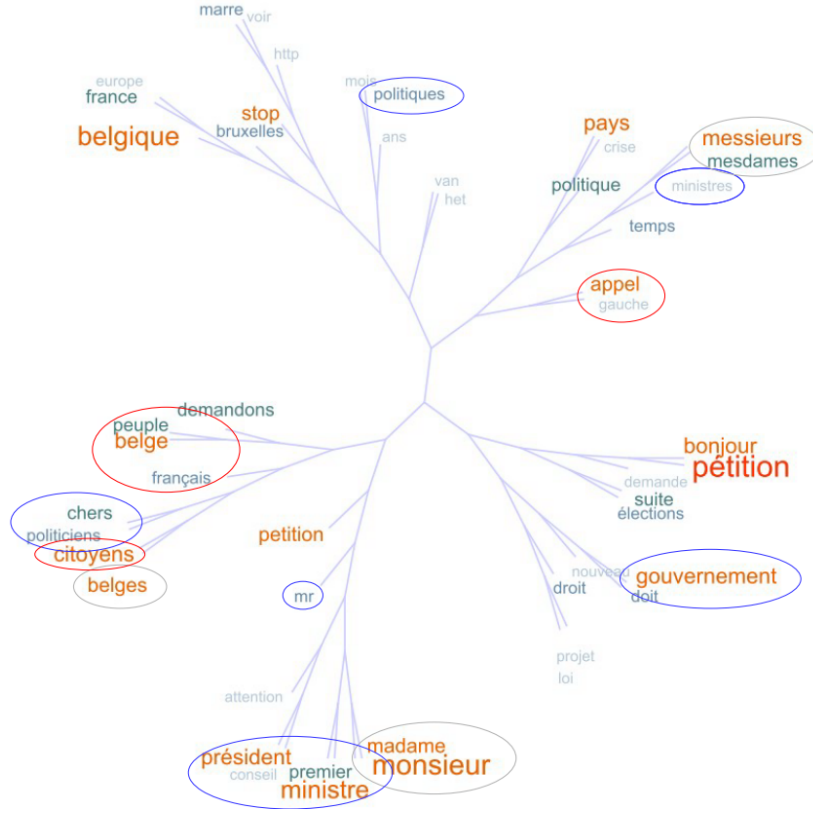 marre
voir
http
europe
france
mois
politiques
stop
belgique
bruxelles
ans
pays
crise
messieurs
mesdames
van
het
politique
ministres
temps
appel
gauche
demandons
peuple
belge
français
bonjour
pétition
demande
suite
élections
chers
politiciens
citoyens
belges
petition
mr
nouveau
gouvernement
droit
doit
projet
loi
attention
président
conseil
premier
ministre
madame
monsieur